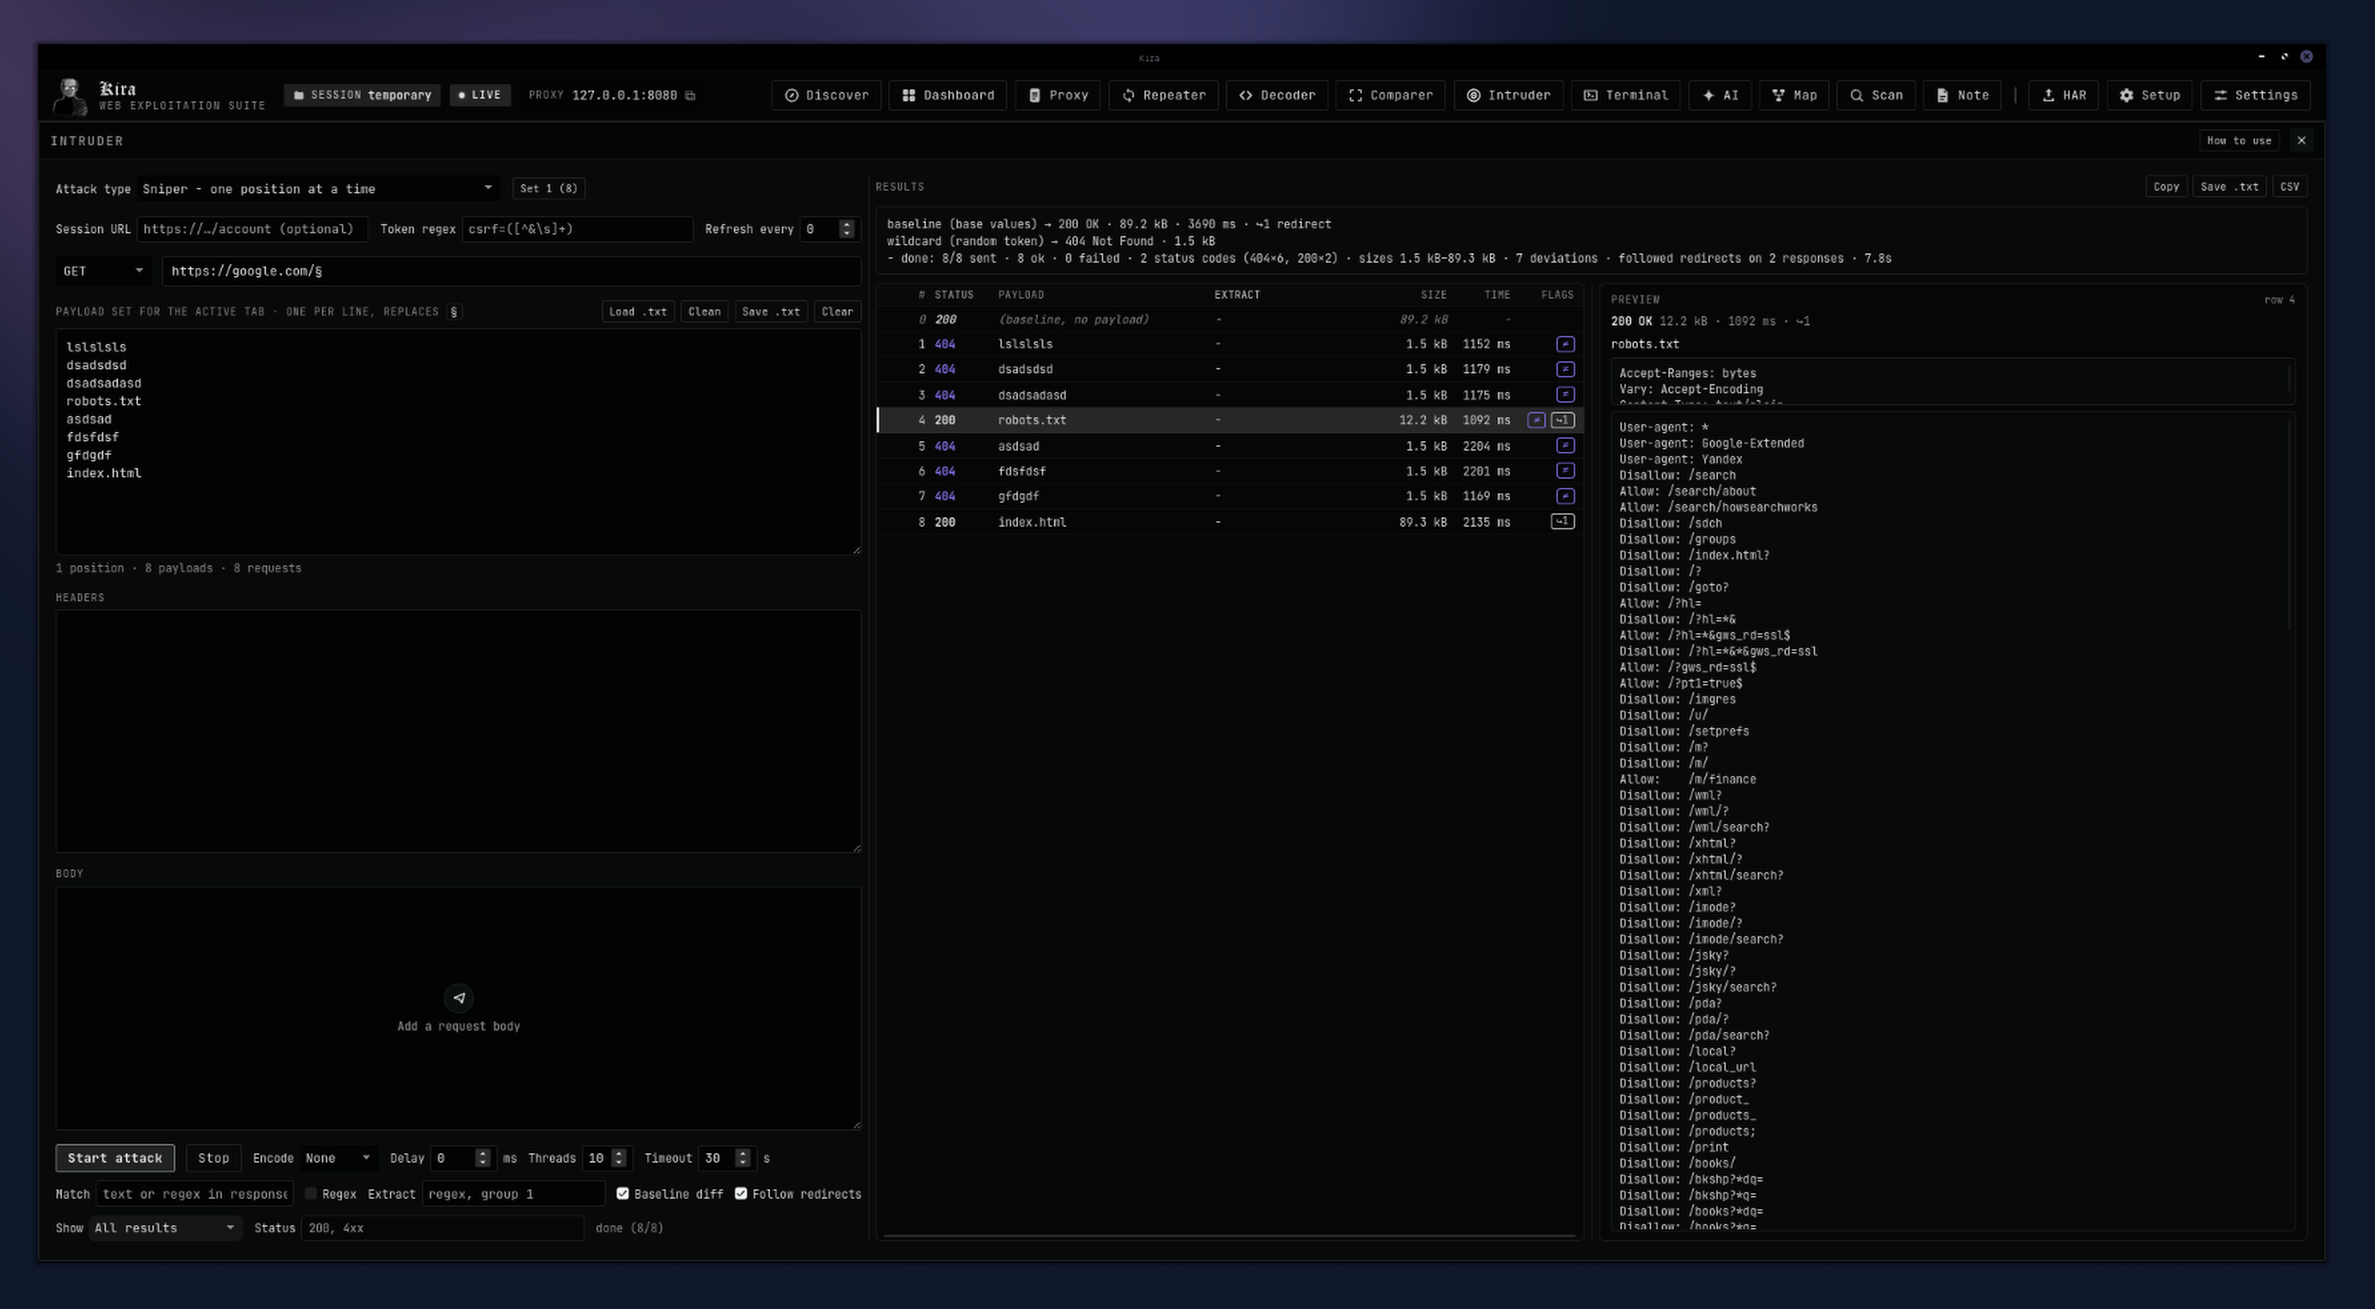 Kira
Kira
WEB EXPLOITATION SUITE
SESSION temporary
LIVE
PROXY 127.0.0.1:8080
Discover
Dashboard
Proxy
Repeater
Decoder
Comparer
Intruder
Terminal
AI
Map
Scan
Note
HAR
Setup
Settings
INTRUDER
How to use
Attack type Sniper - one position at a time
Set 1 (8)
Session URL https://…/account (optional) Token regex csrf=([^&\s]+) Refresh every 0
GET https://google.com/§
PAYLOAD SET FOR THE ACTIVE TAB · ONE PER LINE, REPLACES §
Load .txt Clean Save .txt Clear
lslslsls
dsadsdsd
dsadsadasd
robots.txt
asdsad
fdsfdsf
gfdgdf
index.html
1 position · 8 payloads · 8 requests
HEADERS
BODY
Add a request body
Start attack Stop Encode None Delay 0 ms Threads 10 Timeout 30 s
Match text or regex in response Regex Extract regex, group 1 Baseline diff Follow redirects
Show All results Status 200, 4xx done (8/8)
RESULTS
Copy Save .txt CSV
baseline (base values) → 200 OK · 89.2 kB · 3690 ms · ↪1 redirect
wildcard (random token) → 404 Not Found · 1.5 kB
- done: 8/8 sent · 8 ok · 0 failed · 2 status codes (404×6, 200×2) · sizes 1.5 kB–89.3 kB · 7 deviations · followed redirects on 2 responses · 7.8s
# STATUS PAYLOAD EXTRACT SIZE TIME FLAGS
0 200 (baseline, no payload) - 89.2 kB -
1 404 lslslsls - 1.5 kB 1152 ms ≠
2 404 dsadsdsd - 1.5 kB 1179 ms ≠
3 404 dsadsadasd - 1.5 kB 1175 ms ≠
4 200 robots.txt - 12.2 kB 1092 ms ≠ ↪1
5 404 asdsad - 1.5 kB 2204 ms ≠
6 404 fdsfdsf - 1.5 kB 2201 ms ≠
7 404 gfdgdf - 1.5 kB 1169 ms ≠
8 200 index.html - 89.3 kB 2135 ms ↪1
PREVIEW row 4
200 OK 12.2 kB · 1092 ms · ↪1
robots.txt
Accept-Ranges: bytes
Vary: Accept-Encoding
Content-Type: text/plain
User-agent: *
User-agent: Google-Extended
User-agent: Yandex
Disallow: /search
Allow: /search/about
Allow: /search/howsearchworks
Disallow: /sdch
Disallow: /groups
Disallow: /index.html?
Disallow: /?
Disallow: /goto?
Allow: /?hl=
Disallow: /?hl=*&
Allow: /?hl=*&gws_rd=ssl$
Disallow: /?hl=*&*&gws_rd=ssl
Allow: /?gws_rd=ssl$
Allow: /?pt1=true$
Disallow: /imgres
Disallow: /u/
Disallow: /setprefs
Disallow: /m?
Disallow: /m/
Allow:    /m/finance
Disallow: /wml?
Disallow: /wml/?
Disallow: /wml/search?
Disallow: /xhtml?
Disallow: /xhtml/?
Disallow: /xhtml/search?
Disallow: /xml?
Disallow: /imode?
Disallow: /imode/?
Disallow: /imode/search?
Disallow: /jsky?
Disallow: /jsky/?
Disallow: /jsky/search?
Disallow: /pda?
Disallow: /pda/?
Disallow: /pda/search?
Disallow: /local?
Disallow: /local_url
Disallow: /products?
Disallow: /product_
Disallow: /products_
Disallow: /products;
Disallow: /print
Disallow: /books/
Disallow: /bkshp?*dq=
Disallow: /bkshp?*q=
Disallow: /books?*dq=
Disallow: /books?*q=